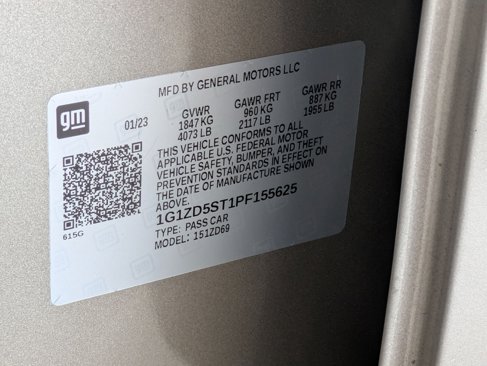 MFD BY GENERAL MOTORS LLC
gm
01/23
GVWR
1847 KG
4073 LB
GAWR FRT
960 KG
2117 LB
GAWR RR
887 KG
1955 LB
THIS VEHICLE CONFORMS TO ALL
APPLICABLE U.S. FEDERAL MOTOR
VEHICLE SAFETY, BUMPER, AND THEFT
PREVENTION STANDARDS IN EFFECT ON
THE DATE OF MANUFACTURE SHOWN
ABOVE.
1G1ZD5ST1PF155625
TYPE: PASS CAR
MODEL: 151ZD69
615G